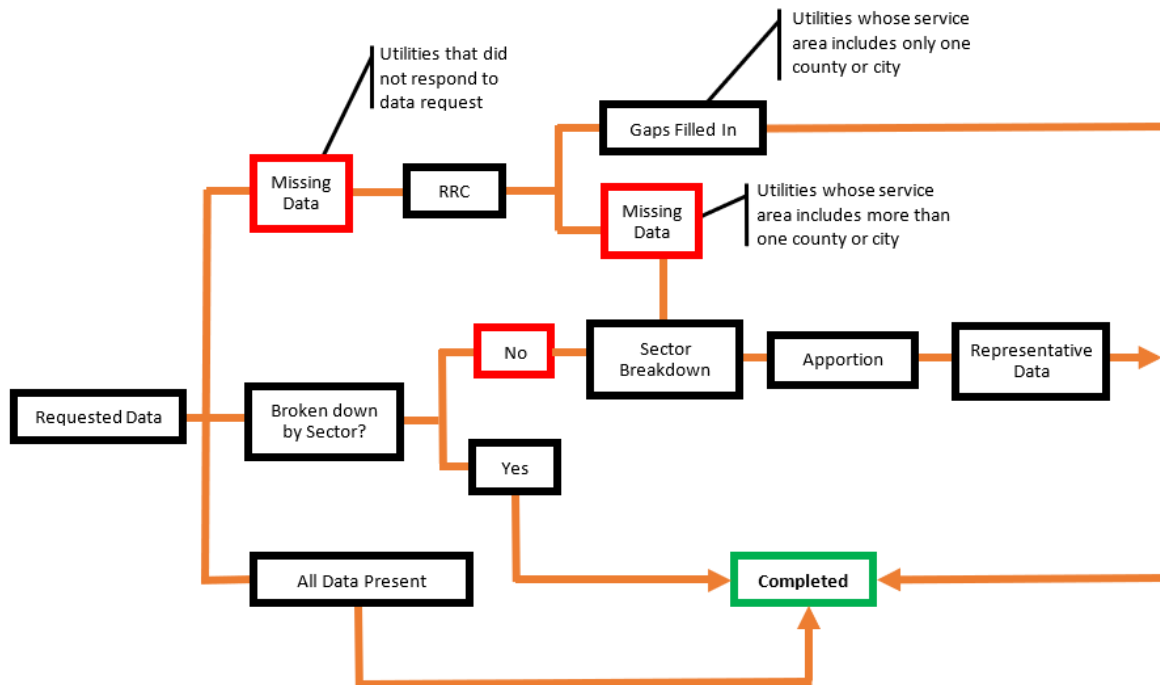 Utilities whose service
area includes only one
county or city
Utilities that did
not respond to
data request
Gaps Filled In
Missing
Data
RRC
Missing
Data
Utilities whose service
area includes more than
one county or city
No
Sector
Breakdown
Apportion
Representative
Data
Requested Data
Broken down
by Sector?
Yes
All Data Present
Completed